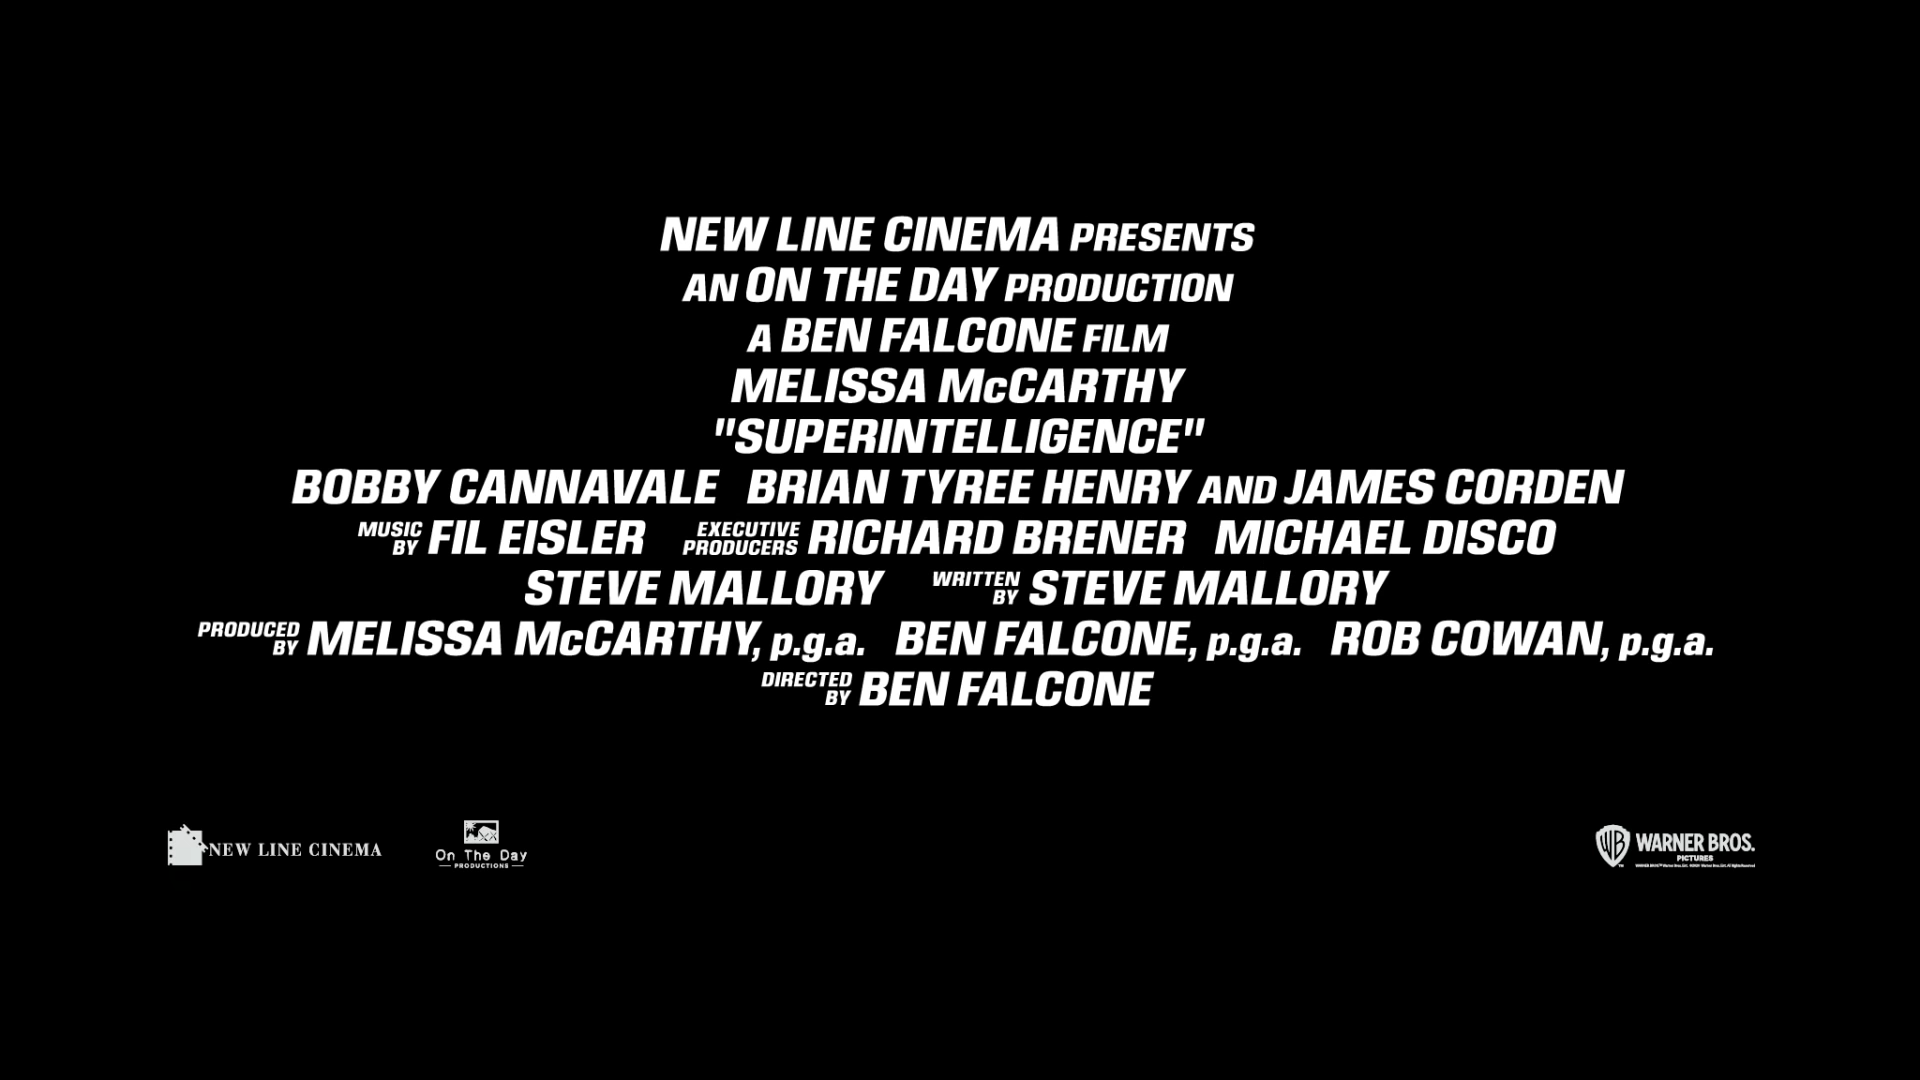 NEW LINE CINEMA PRESENTS
AN ON THE DAY PRODUCTION
A BEN FALCONE FILM
MELISSA McCARTHY
"SUPERINTELLIGENCE"
BOBBY CANNAVALE BRIAN TYREE HENRY AND JAMES CORDEN
MUSIC BY FIL EISLER EXECUTIVE PRODUCERS RICHARD BRENER MICHAEL DISCO
STEVE MALLORY WRITTEN BY STEVE MALLORY
PRODUCED BY MELISSA McCARTHY, p.g.a. BEN FALCONE, p.g.a. ROB COWAN, p.g.a.
DIRECTED BY BEN FALCONE
NEW LINE CINEMA
On The Day
PRODUCTIONS
WB
WARNER BROS.
PICTURES